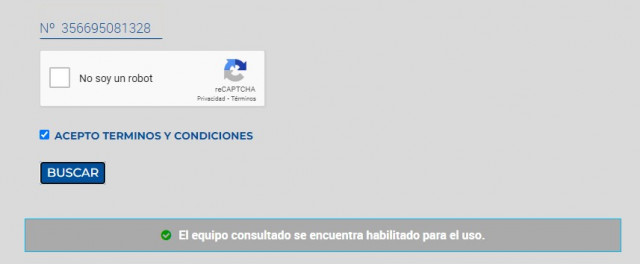 Nº 356695081328
No soy un robot
reCAPTCHA
Privacidad - Términos
ACEPTO TERMINOS Y CONDICIONES
BUSCAR
El equipo consultado se encuentra habilitado para el uso.